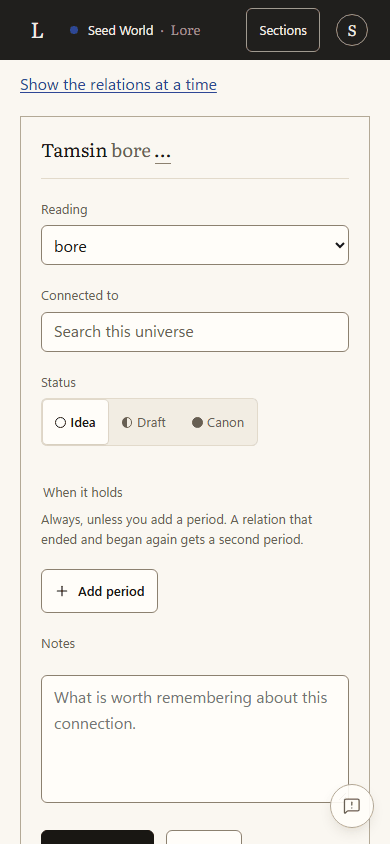 L
Seed World · Lore
Sections
S
Show the relations at a time
Tamsin bore ...
Reading
bore
Connected to
Search this universe
Status
Idea
Draft
Canon
When it holds
Always, unless you add a period. A relation that
ended and began again gets a second period.
+ Add period
Notes
What is worth remembering about this
connection.